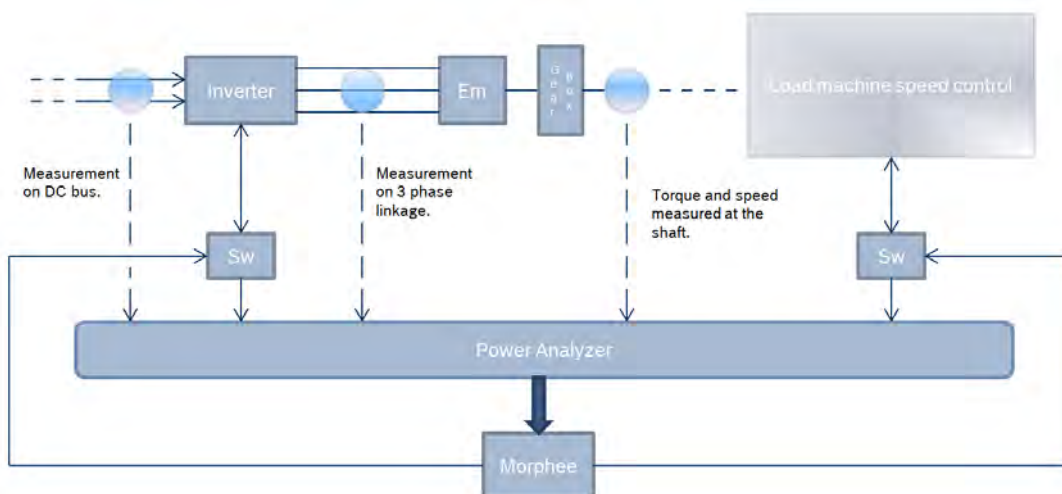 Inverter
Em
Gear
Box
Load machine speed control
Measurement
on DC bus.
Measurement
on 3 phase
linkage.
Torque and speed
measured at the
shaft.
Sw
Sw
Power Analyzer
Morphee